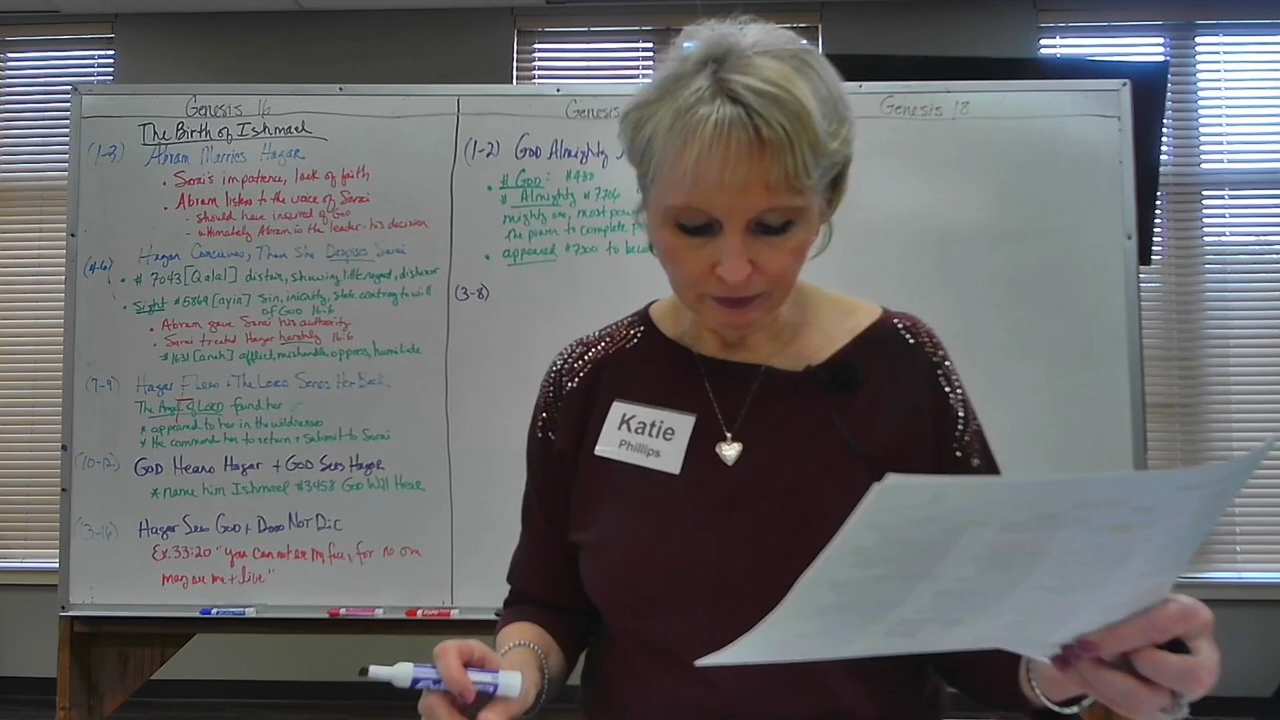 Genesis 16
The Birth of Ishmael
(1-3) Abram Marries Hagar
• Sarai's impatience, lack of faith
• Abram listens to the voice of Sarai
- should have inquired of God
- ultimately Abram is the leader - his decision
(4-6) Hagar Conceives, Then She Despises Sarai
• # 7043 [Qalal] distain, showing little regard, dishonor
• Sight #5869 [ayin] sin, iniquity, state contrary to will
of God 16:6
• Abram gave Sarai his authority
• Sarai treated Hagar harshly 16:6
#1631 [anah] afflict, mishandle, oppress, humiliate
(7-9) Hagar Flees + The LORD Sends Her Back
The Angel of LORD found her
* appeared to her in the wilderness
* He commands her to return + submit to Sarai
(10-12) GOD Hears Hagar + GOD Sees Hagar
* name him Ishmael #3458 God Will Hear
(13-16) Hagar Sees God + Does NOT Die
Ex. 33:20 "you can not see my face, for no one
may see me + live"
Genesis
(1-2) GOD Almighty
• # God: #430
# Almighty #7706
mighty one, most
The power to complete
• appeared #7200 to
(3-8)
Genesis 18
Katie
Phillips